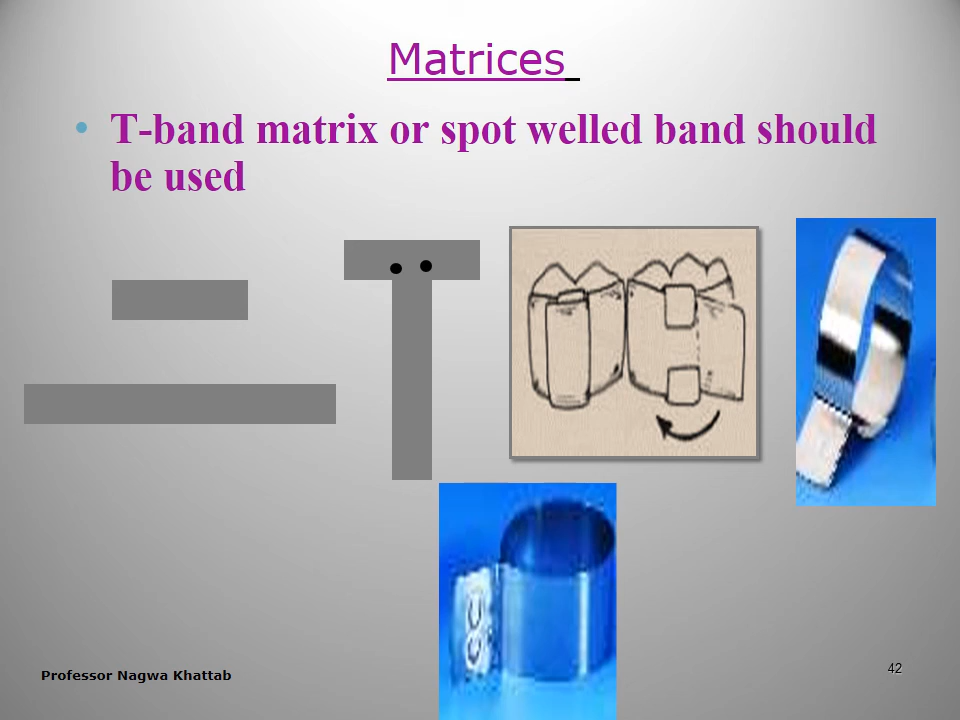 Matrices
• T-band matrix or spot welled band should
be used
Professor Nagwa Khattab
42